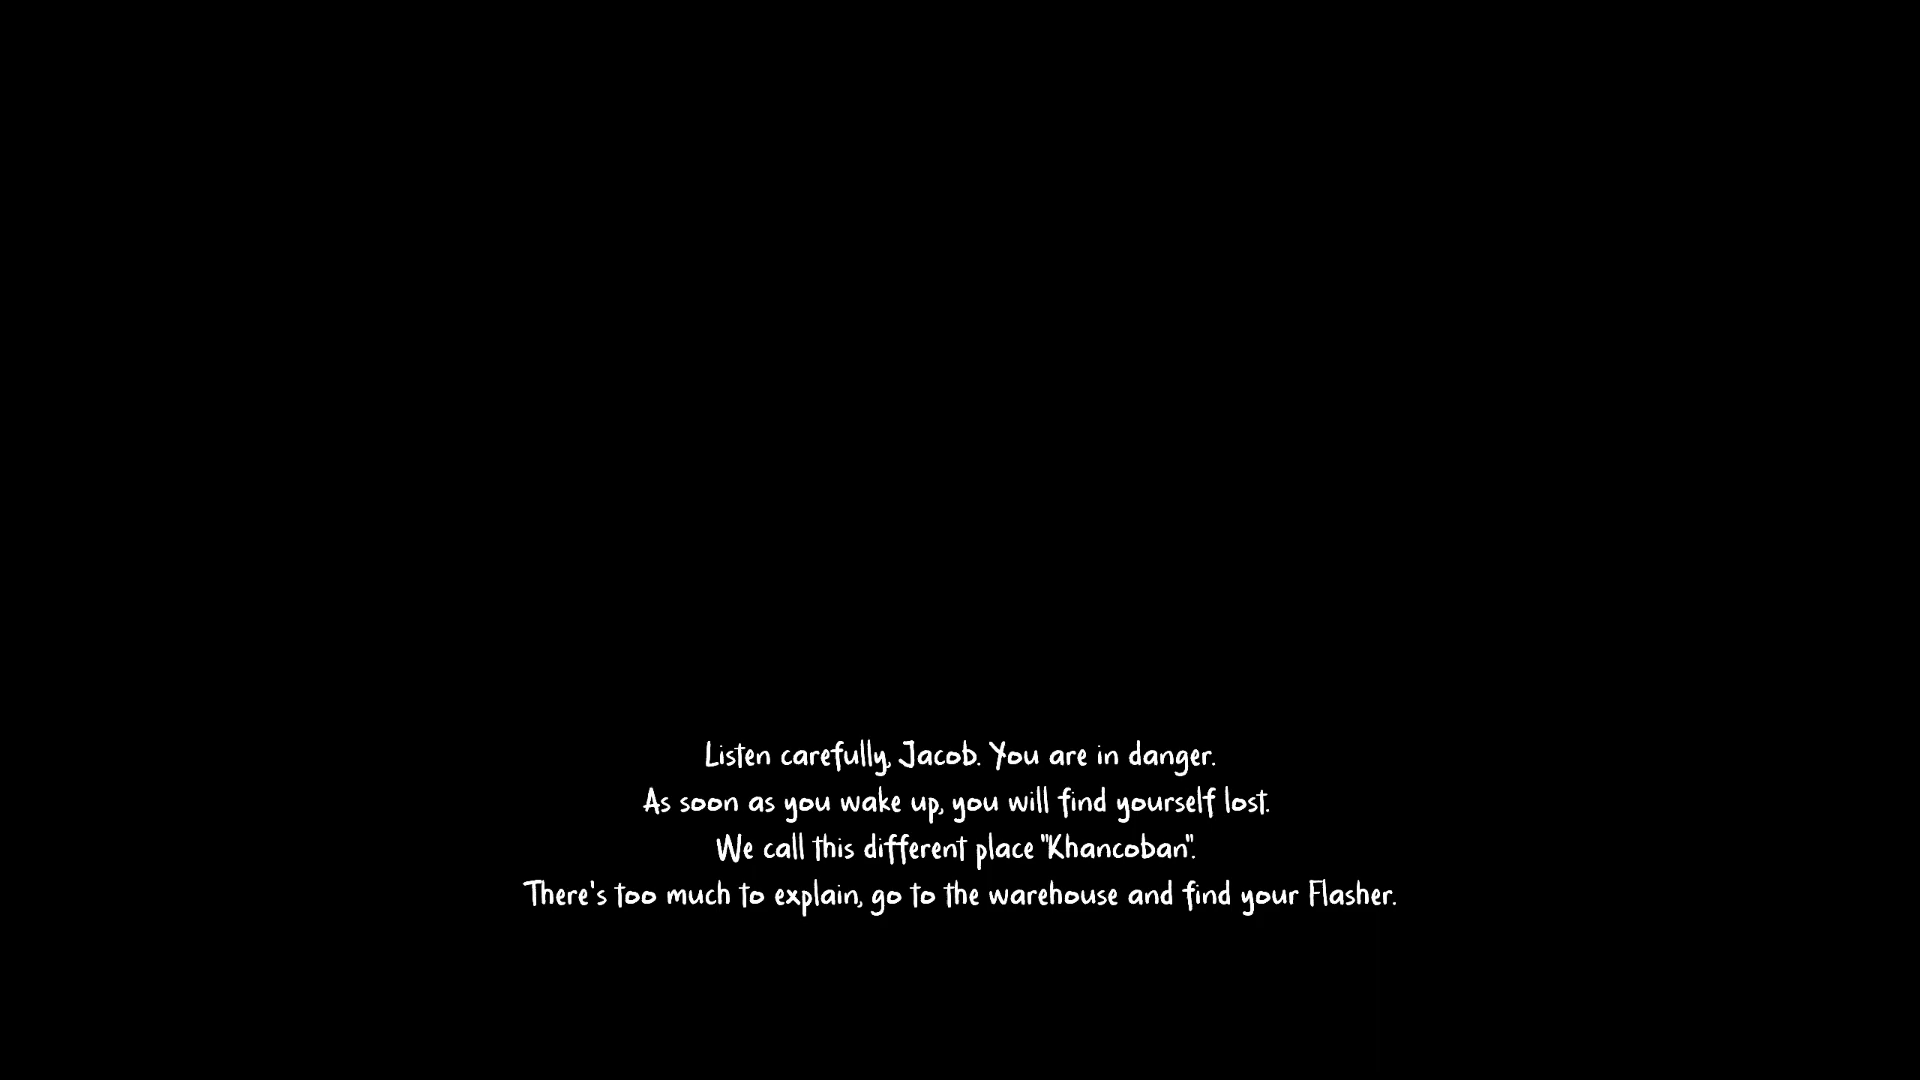 Listen carefully, Jacob. You are in danger.
As soon as you wake up, you will find yourself lost.
We call this different place "Khancoban".
There's too much to explain, go to the warehouse and find your Flasher.